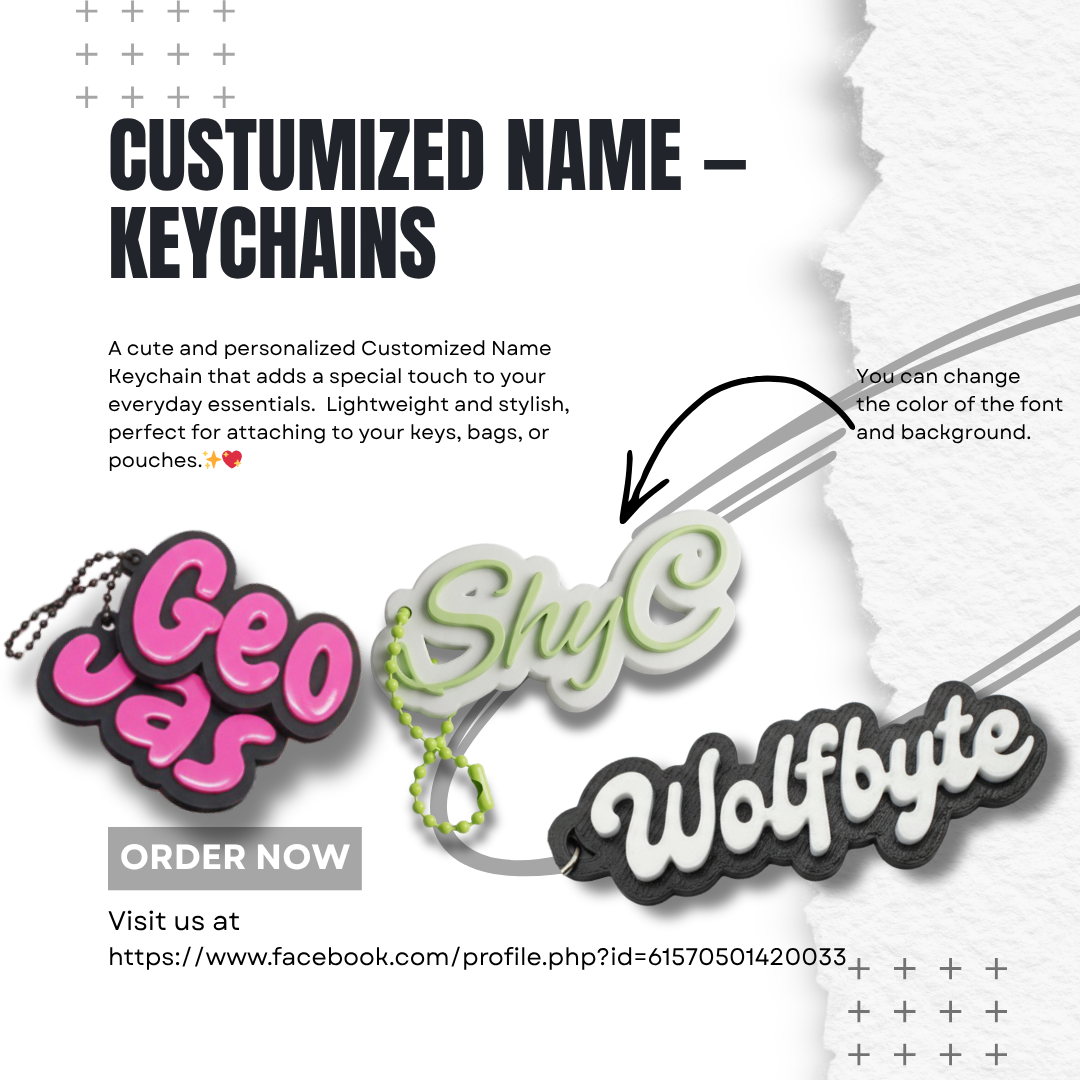 CUSTUMIZED NAME –
KEYCHAINS
A cute and personalized Customized Name
Keychain that adds a special touch to your
everyday essentials.  Lightweight and stylish,
perfect for attaching to your keys, bags, or
pouches.✨💖
You can change
the color of the font
and background.
Geo
Jas
ShyC
Wolfbyte
ORDER NOW
Visit us at
https://www.facebook.com/profile.php?id=61570501420033